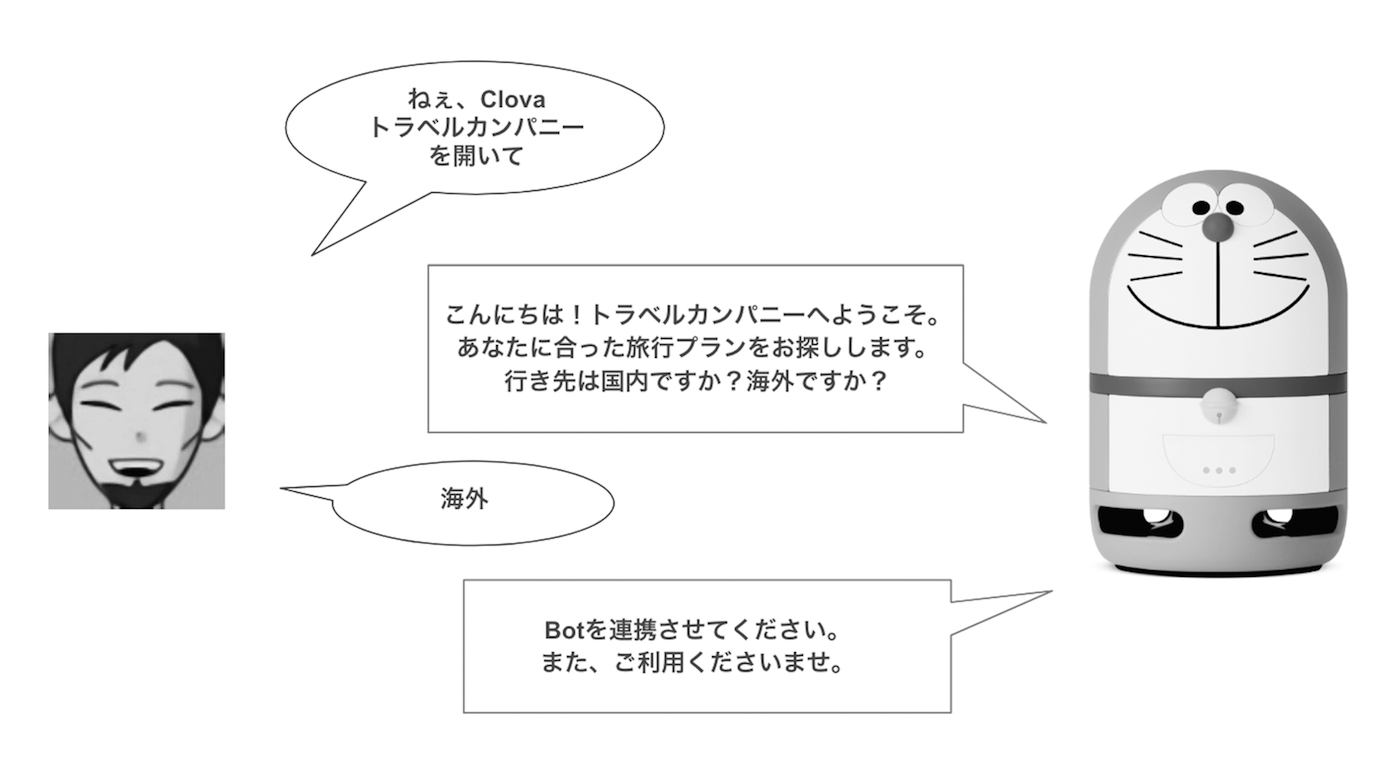 ねぇ、Clova
トラベルカンパニー
を開いて
こんにちは！トラベルカンパニーへようこそ。
あなたに合った旅行プランをお探しします。
行き先は国内ですか？海外ですか？
海外
Botを連携させてください。
また、ご利用くださいませ。